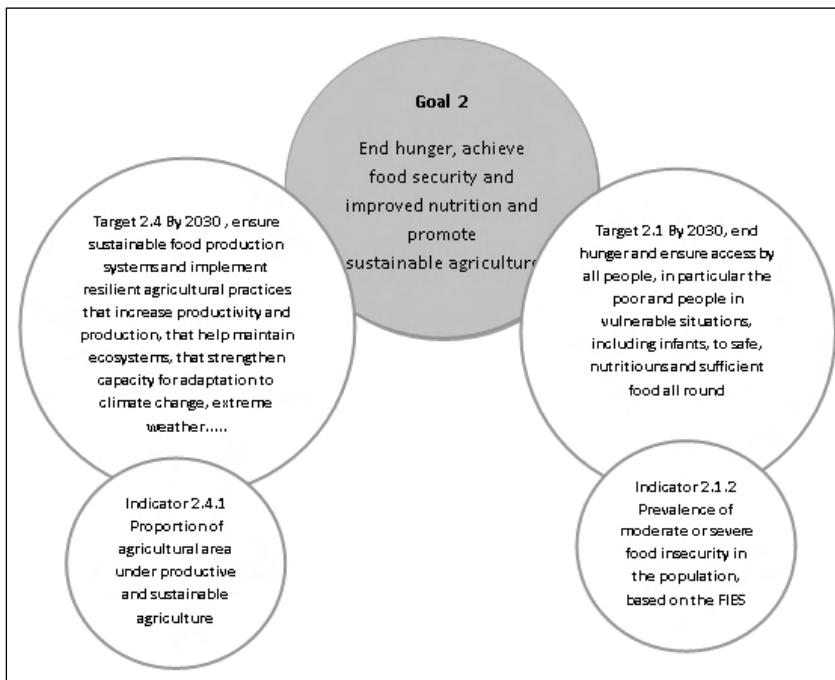 Goal 2
End hunger, achieve
food security and
improved nutrition and
promote
sustainable agriculture
Target 2.4 By 2030 , ensure
sustainable food production
systems and implement
resilient agricultural practices
that increase productivity and
production, that help maintain
ecosystems, that strengthen
capacity for adaptation to
climate change, extreme
weather.....
Target 2.1 By 2030, end
hunger and ensure access by
all people, in particular the
poor and people in
vulnerable situations,
including infants, to safe,
nutritiouns and sufficient
food all round
Indicator 2.4.1
Proportion of
agricultural area
under productive
and sustainable
agriculture
Indicator 2.1.2
Prevalence of
moderate or severe
food insecurity in
the population,
based on the FIES